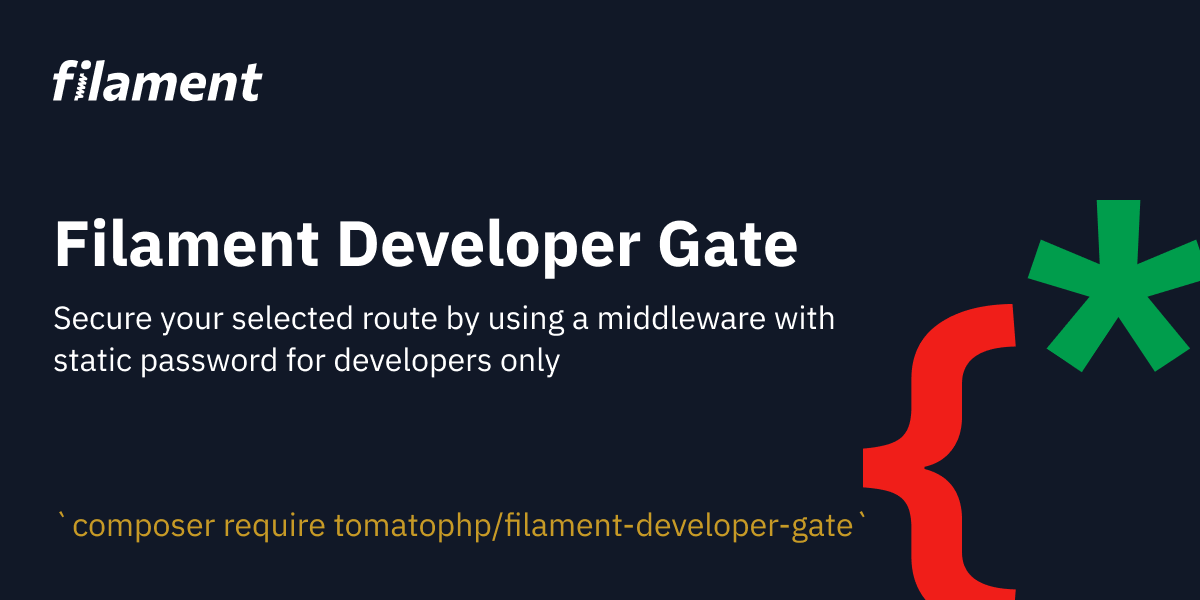 filament
Filament Developer Gate
Secure your selected route by using a middleware with
static password for developers only
`composer require tomatophp/filament-developer-gate`
{*